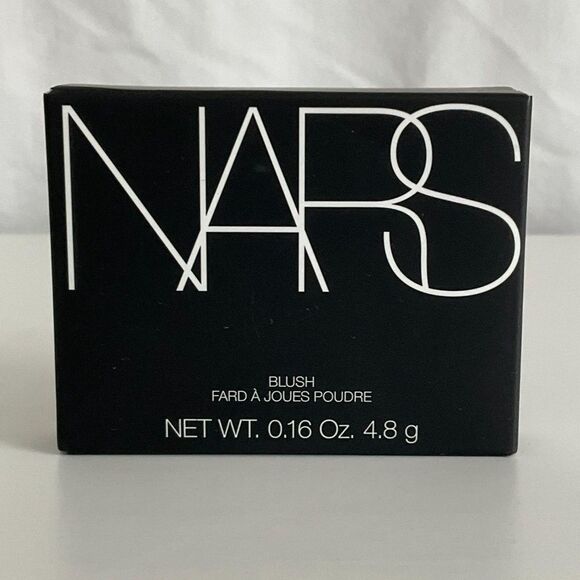 NARS
BLUSH
FARD À JOUES POUDRE
NET WT. 0.16 Oz. 4.8 g